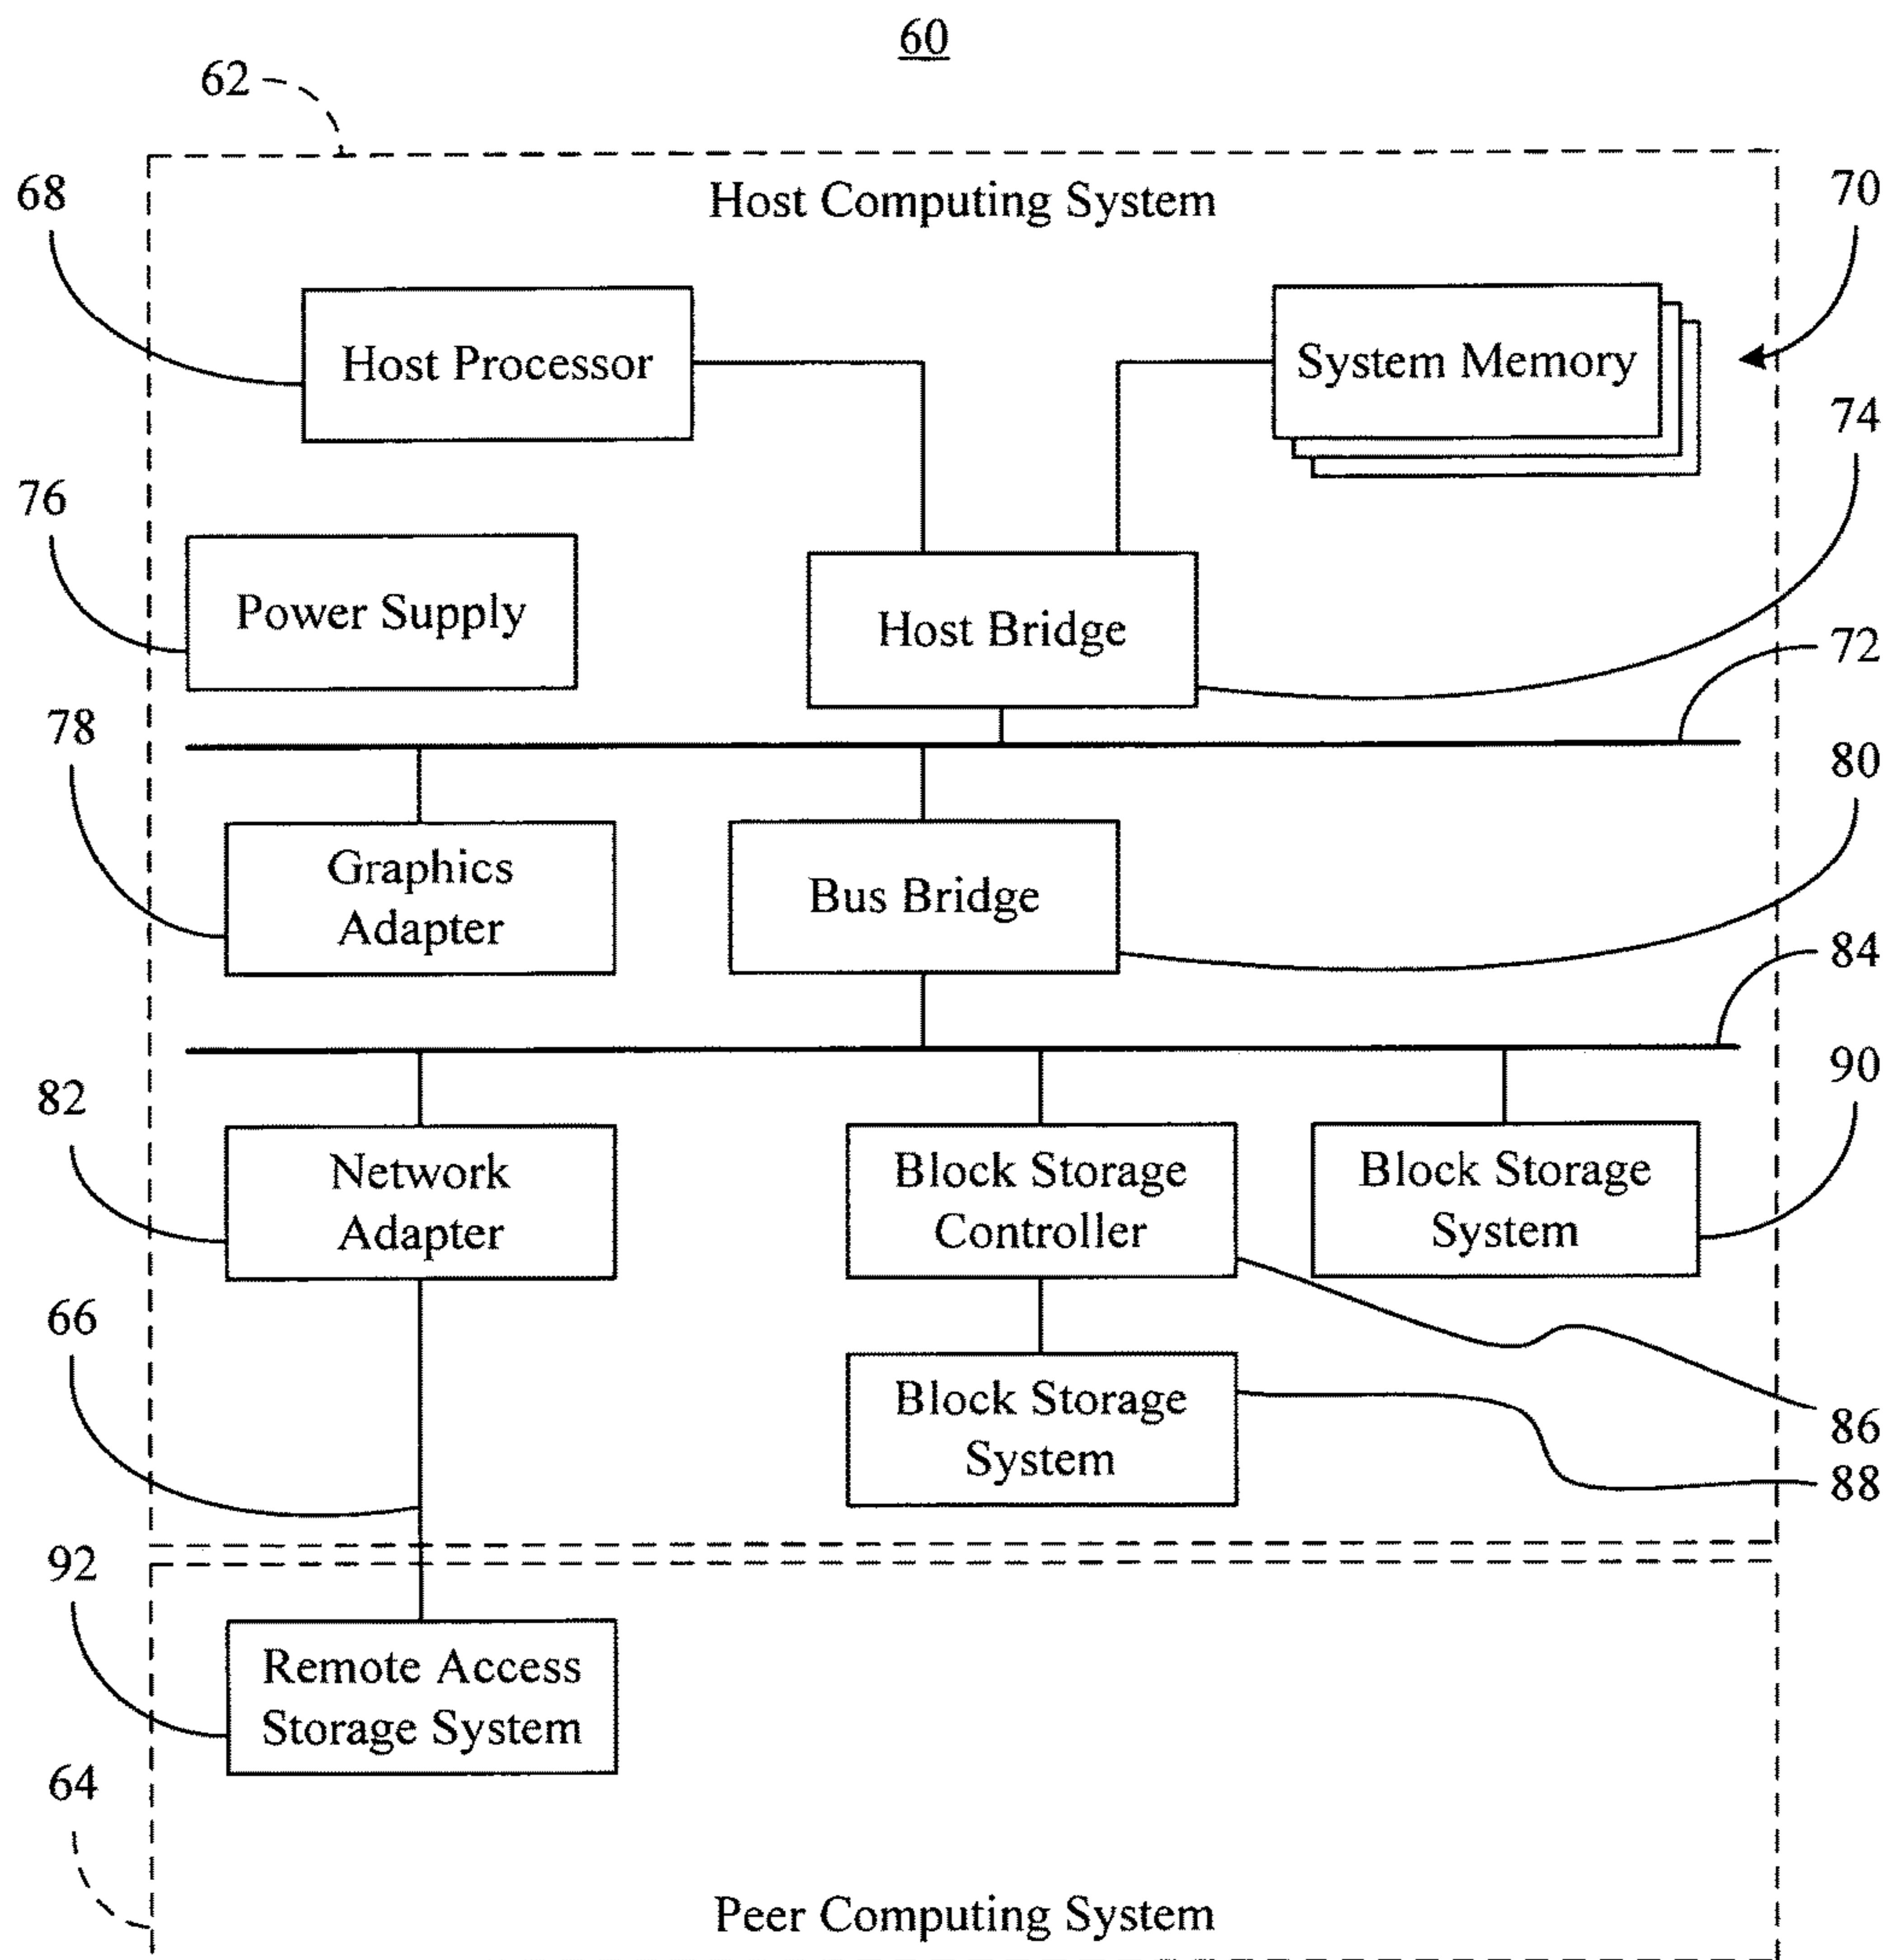 60
62
Host Computing System
68
70
Host Processor
System Memory
74
76
Power Supply
Host Bridge
72
78
80
Graphics
Adapter
Bus Bridge
84
90
82
Network
Adapter
Block Storage
Controller
Block Storage
System
66
Block Storage
System
86
88
92
Remote Access
Storage System
64
Peer Computing System